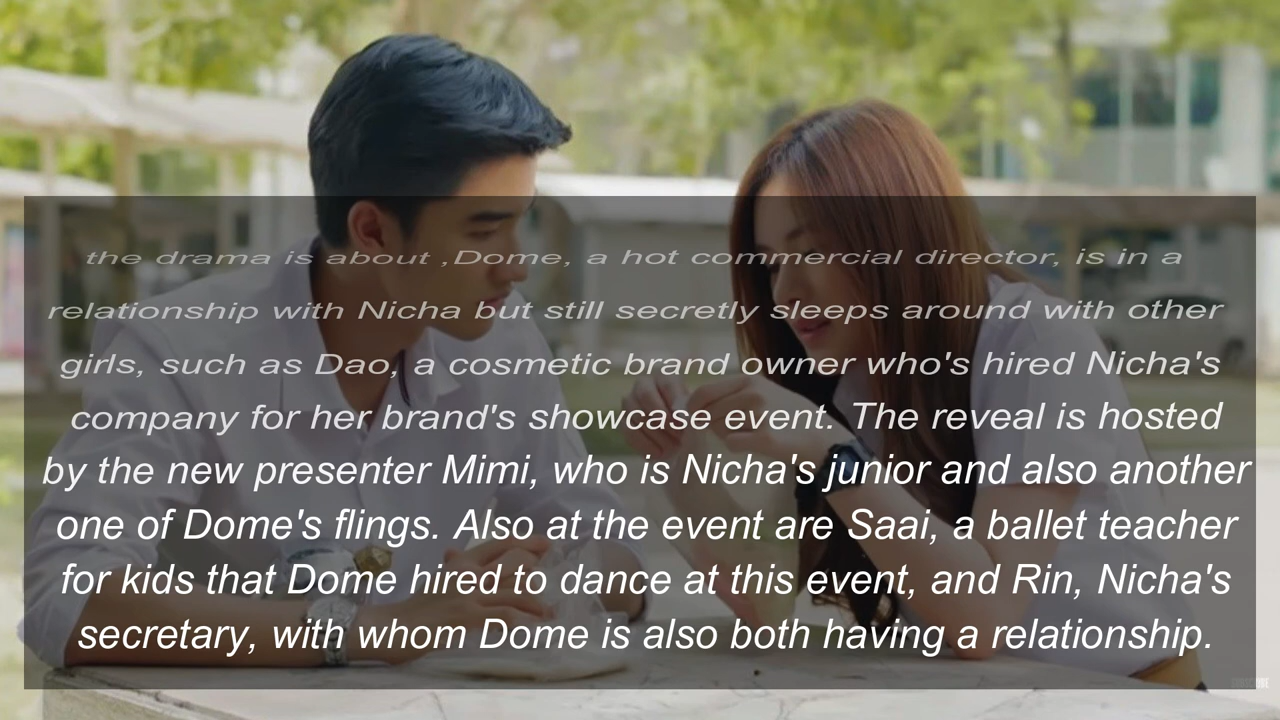 the drama is about ,Dome, a hot commercial director, is in a
relationship with Nicha but still secretly sleeps around with other
girls, such as Dao, a cosmetic brand owner who's hired Nicha's
company for her brand's showcase event. The reveal is hosted
by the new presenter Mimi, who is Nicha's junior and also another
one of Dome's flings. Also at the event are Saai, a ballet teacher
for kids that Dome hired to dance at this event, and Rin, Nicha's
secretary, with whom Dome is also both having a relationship.